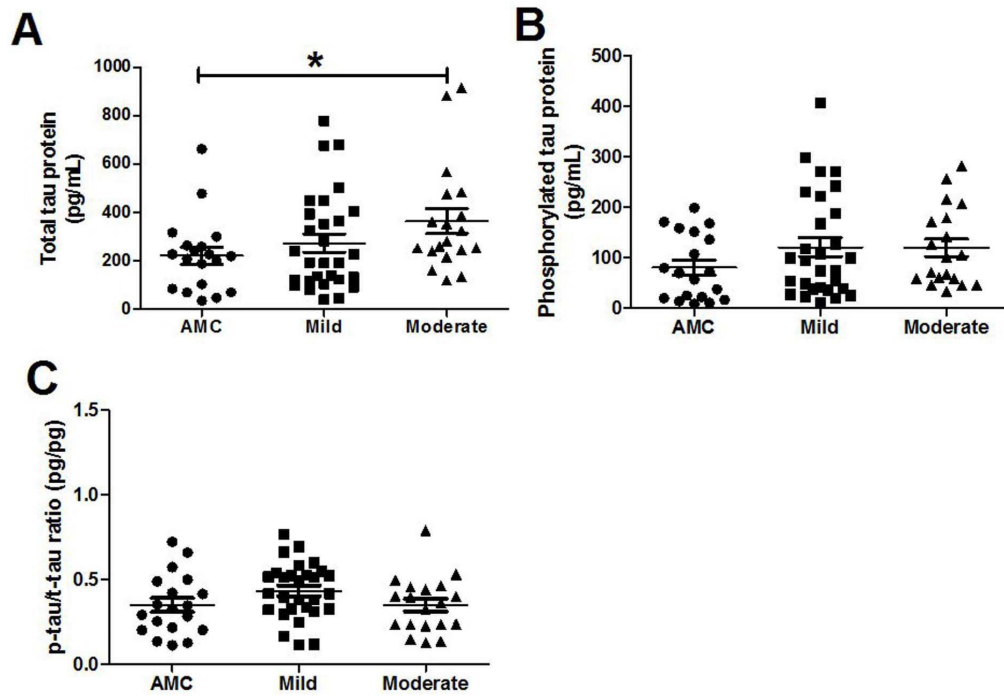 A
Total tau protein
(pg/mL)
1000
800
600
400
200
0
*
AMC Mild Moderate
B
Phosphorylated tau protein
(pg/mL)
500
400
300
200
100
0
AMC Mild Moderate
C
p-tau/t-tau ratio (pg/pg)
1.5
1.0
0.5
0.0
AMC Mild Moderate